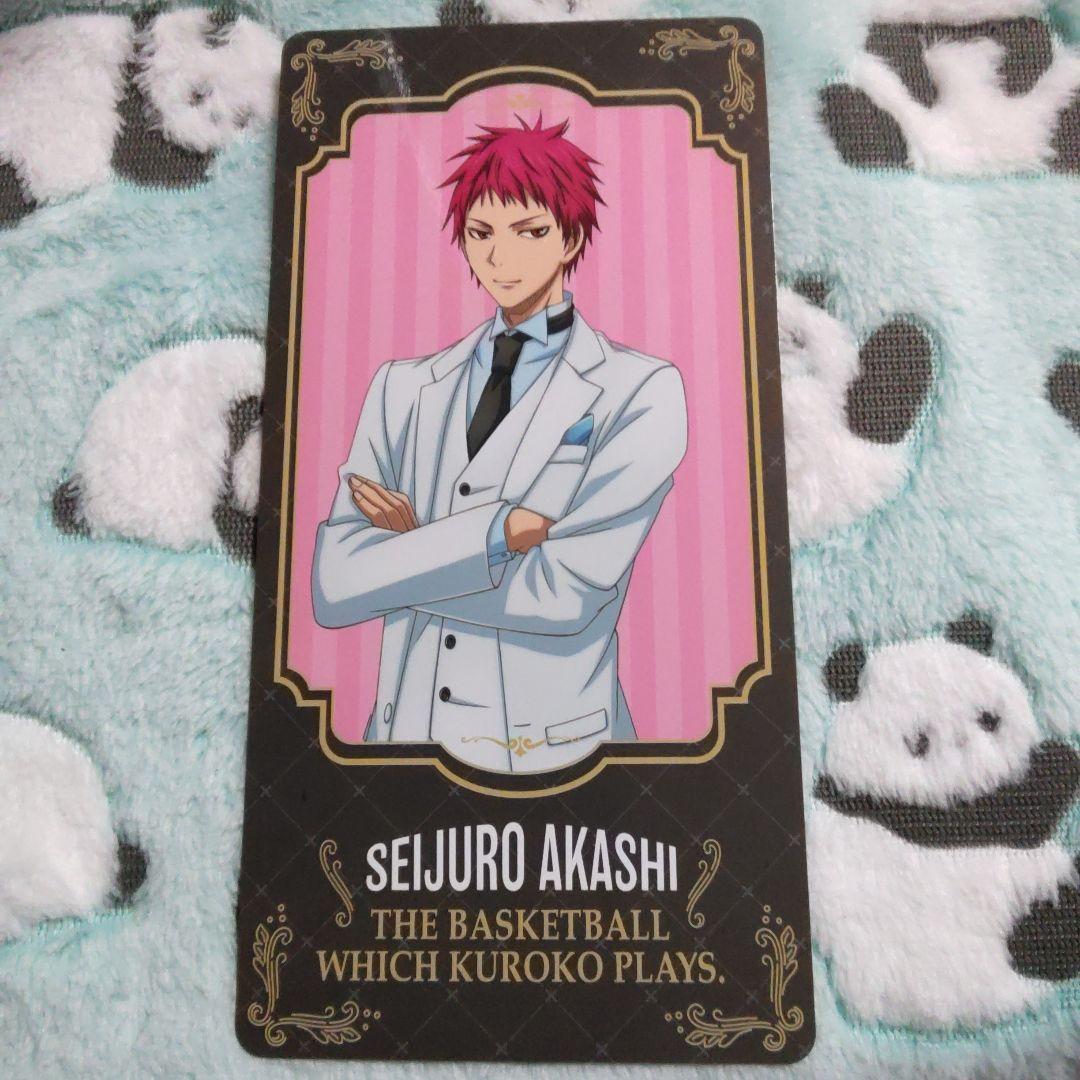 SEIJURO AKASHI
THE BASKETBALL
WHICH KUROKO PLAYS.